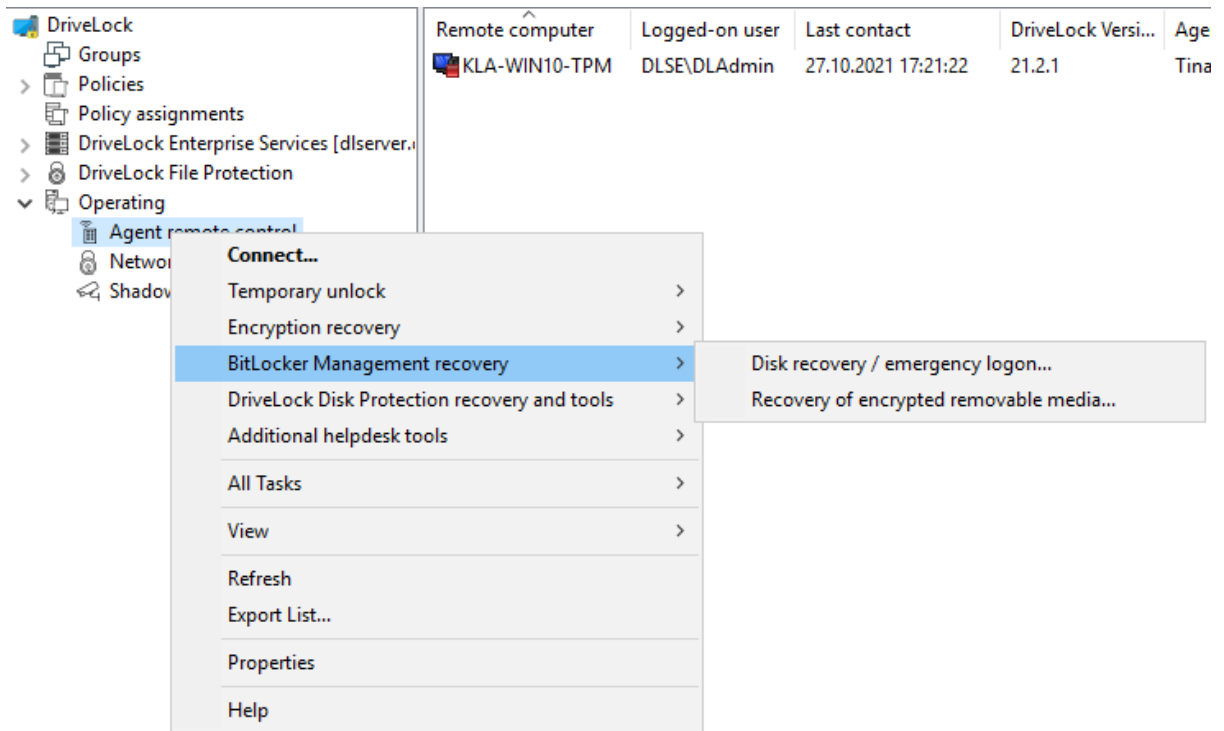 DriveLock
Groups
Policies
Policy assignments
DriveLock Enterprise Services [dlserver.
DriveLock File Protection
Operating
Agent remote control
Networ
Shadov
Remote computer Logged-on user Last contact DriveLock Versi... Age
KLA-WIN10-TPM DLSE\DLAdmin 27.10.2021 17:21:22 21.2.1 Tina
Connect...
Temporary unlock
Encryption recovery
BitLocker Management recovery
DriveLock Disk Protection recovery and tools
Additional helpdesk tools
All Tasks
View
Refresh
Export List...
Properties
Help
Disk recovery / emergency logon...
Recovery of encrypted removable media...